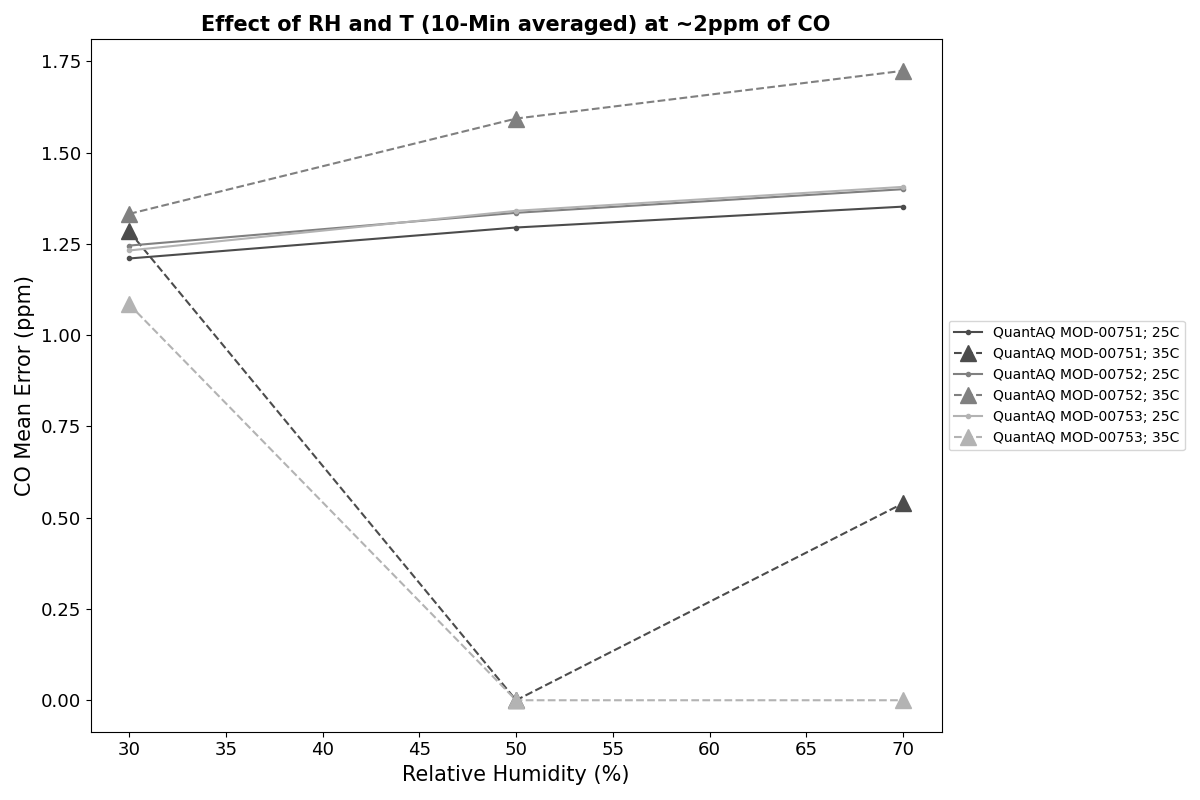 Effect of RH and T (10-Min averaged) at ~2ppm of CO
1.75
1.50
1.25
1.00
0.75
0.50
0.25
0.00
CO Mean Error (ppm)
30 35 40 45 50 55 60 65 70
Relative Humidity (%)
QuantAQ MOD-00751; 25C
QuantAQ MOD-00751; 35C
QuantAQ MOD-00752; 25C
QuantAQ MOD-00752; 35C
QuantAQ MOD-00753; 25C
QuantAQ MOD-00753; 35C